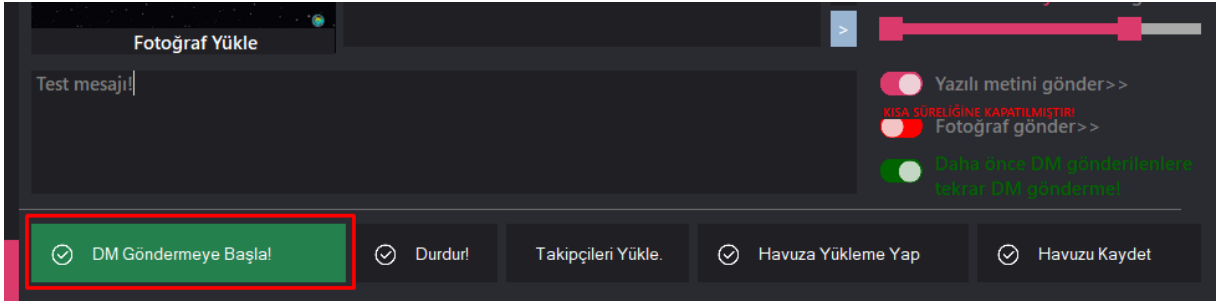 Fotoğraf Yükle
>
Test mesajı!
Yazılı metini gönder>>
KISA SÜRELİĞİNE KAPATILMIŞTIR!
Fotoğraf gönder>>
Daha önce DM gönderilenlere
tekrar DM gönderme!
DM Göndermeye Başla!
Durdur!
Takipçileri Yükle.
Havuza Yükleme Yap
Havuzu Kaydet